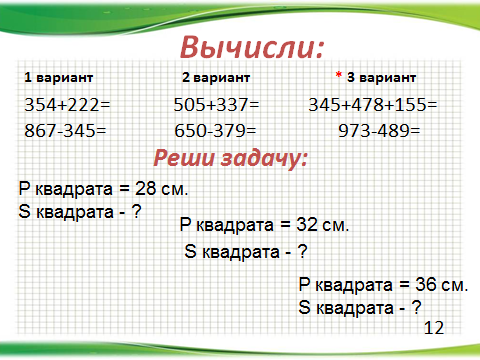 Вычисли:
1 вариант 2 вариант * 3 вариант
354+222= 505+337= 345+478+155=
867-345= 650-379= 973-489=
Реши задачу:
Р квадрата = 28 см.
S квадрата - ?
Р квадрата = 32 см.
S квадрата - ?
Р квадрата = 36 см.
S квадрата - ?
12